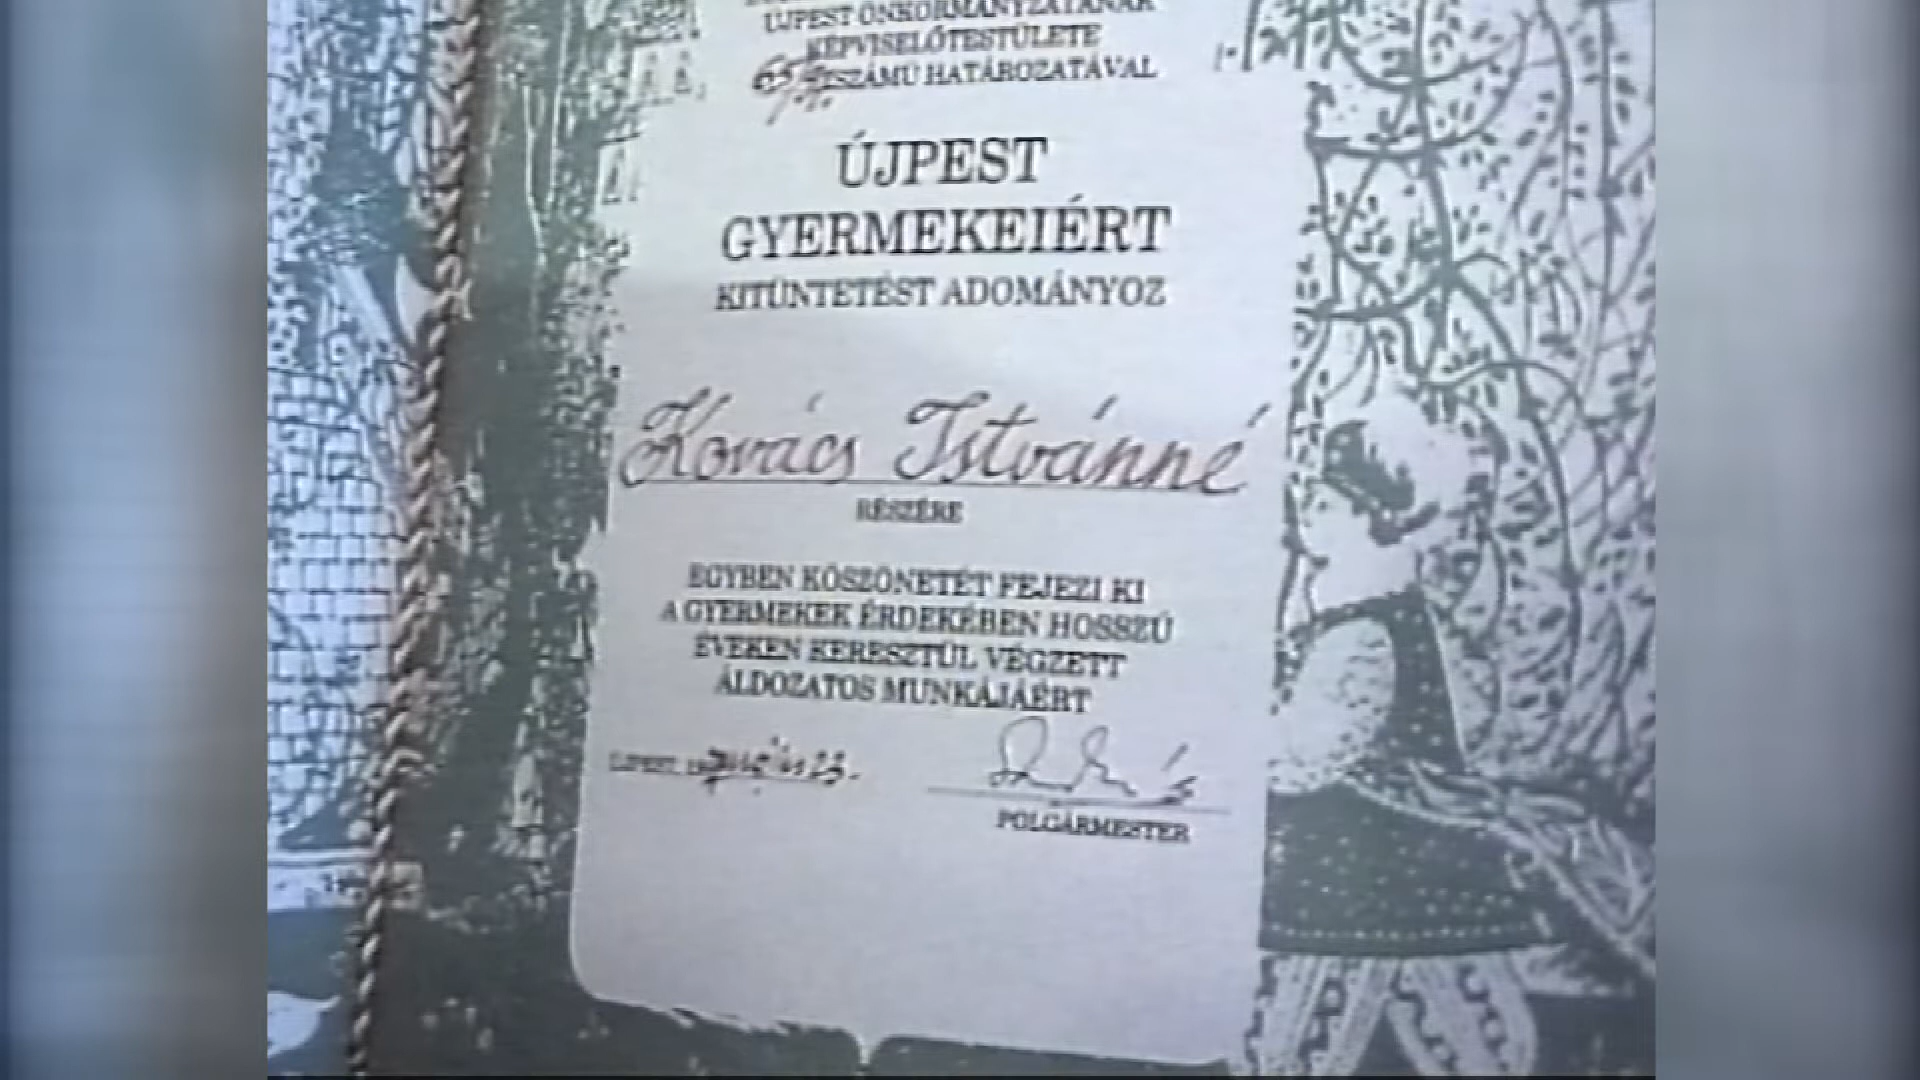 ÚJPEST ÖNKORMÁNYZATÁNAK
KÉPVISELŐTESTÜLETE
SZÁMÚ HATÁROZATÁVAL
ÚJPEST
GYERMEKEIÉRT
KITÜNTETÉST ADOMÁNYOZ
Kovács Istvánné
RÉSZÉRE
EGYBEN KÖSZÖNETÉT FEJEZI KI
A GYERMEKEK ÉRDEKÉBEN HOSSZÚ
ÉVEKEN KERESZTÜL VÉGZETT
ÁLDOZATOS MUNKÁJÁÉRT
ÚJPEST, 23.
POLGÁRMESTER